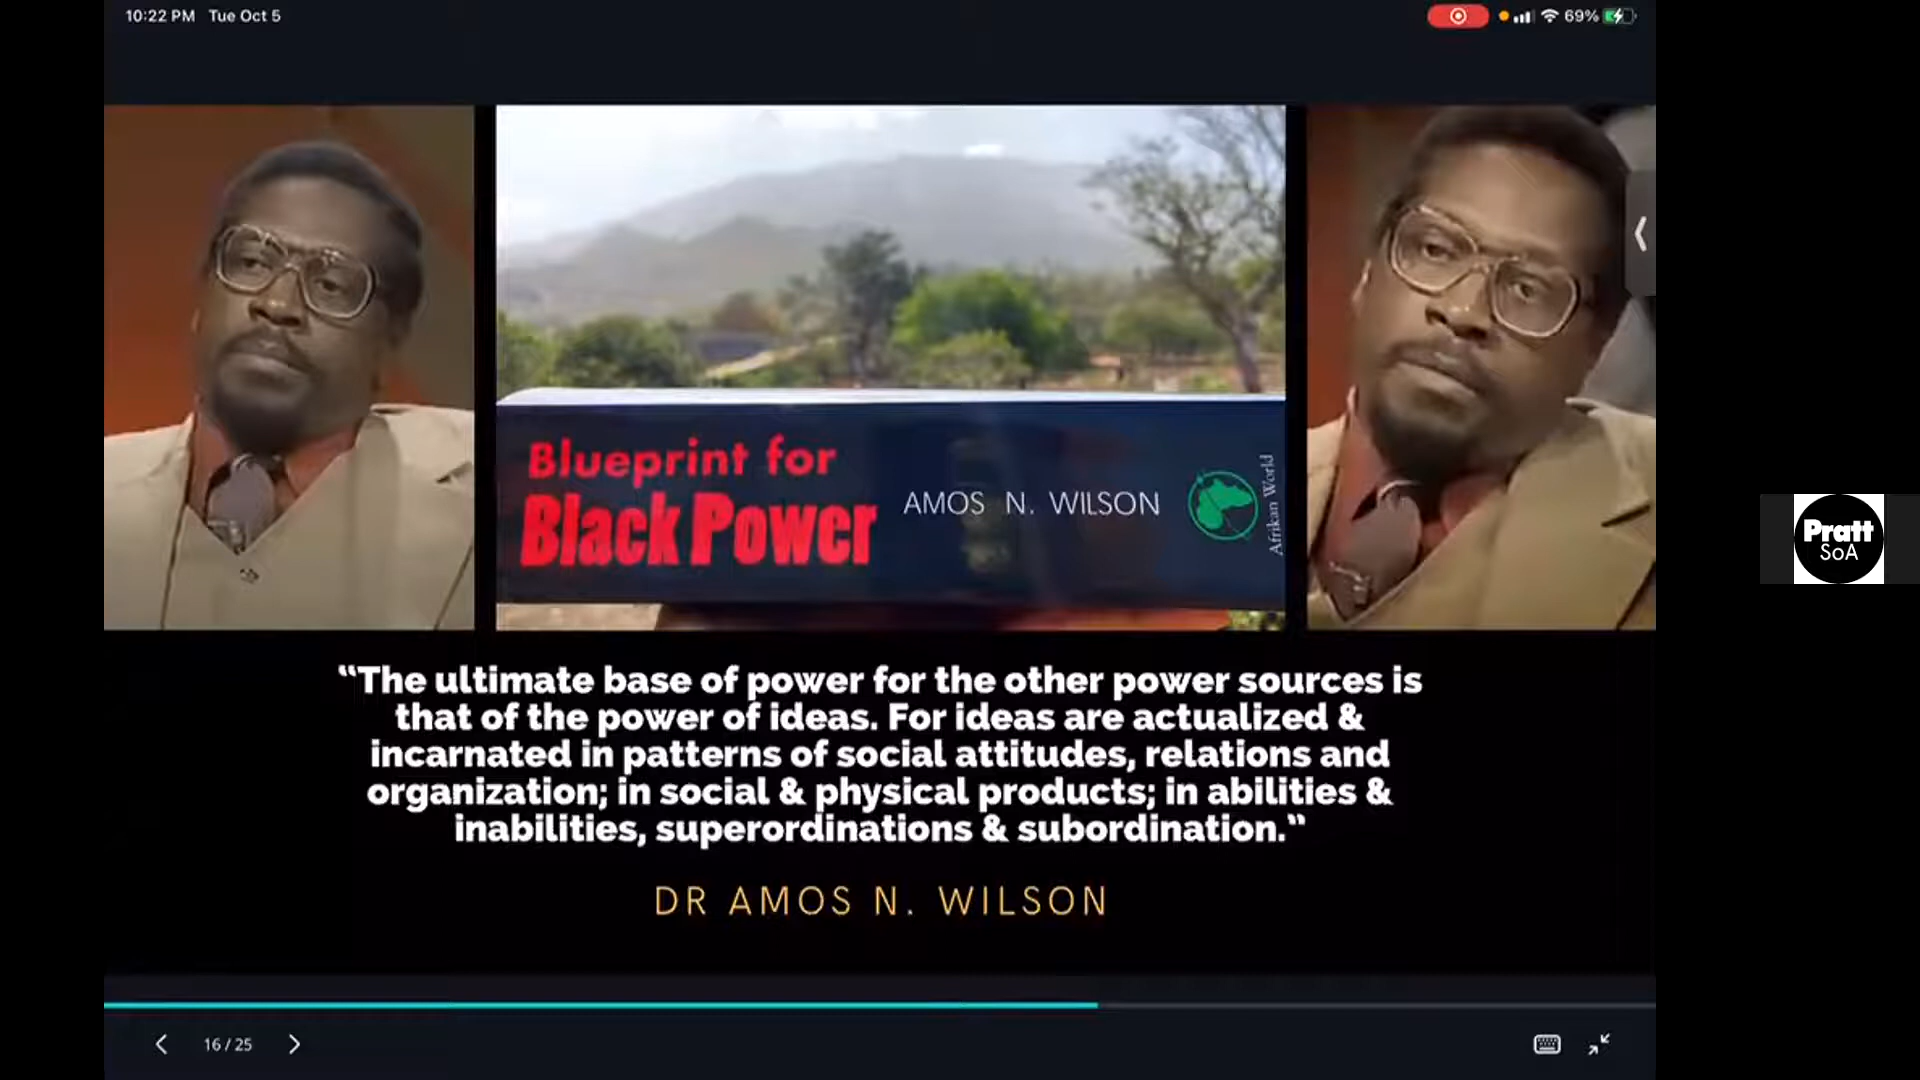 10:22 PM Tue Oct 5
69%
Blueprint for
Black Power
AMOS N. WILSON
Afrikan World
Pratt
SoA
“The ultimate base of power for the other power sources is
that of the power of ideas. For ideas are actualized &
incarnated in patterns of social attitudes, relations and
organization; in social & physical products; in abilities &
inabilities, superordinations & subordination.”
DR AMOS N. WILSON
16 / 25